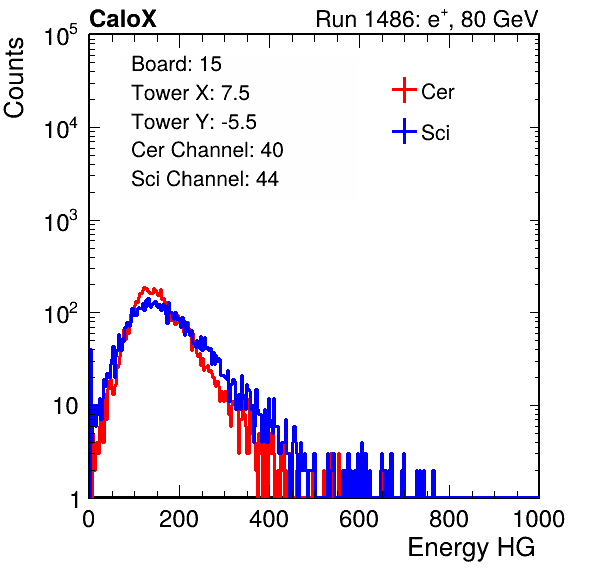 CaloX Run 1486: e⁺, 80 GeV
Counts
10⁵
10⁴
10³
10²
10
1
Board: 15
Tower X: 7.5
Tower Y: -5.5
Cer Channel: 40
Sci Channel: 44
Cer
Sci
0 200 400 600 800 1000
Energy HG